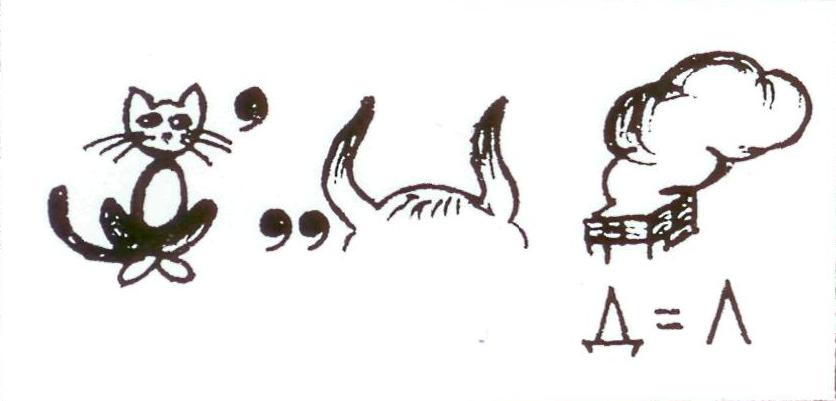 Д = Л